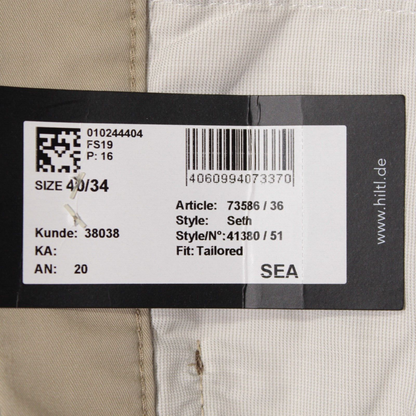 010244404
FS19
P: 16
SIZE 40/34
4060994073370
Article: 73586 / 36
Style: Seth
Style/N°: 41380 / 51
Fit: Tailored
Kunde: 38038
KA:
AN: 20
SEA
www.hiltl.de